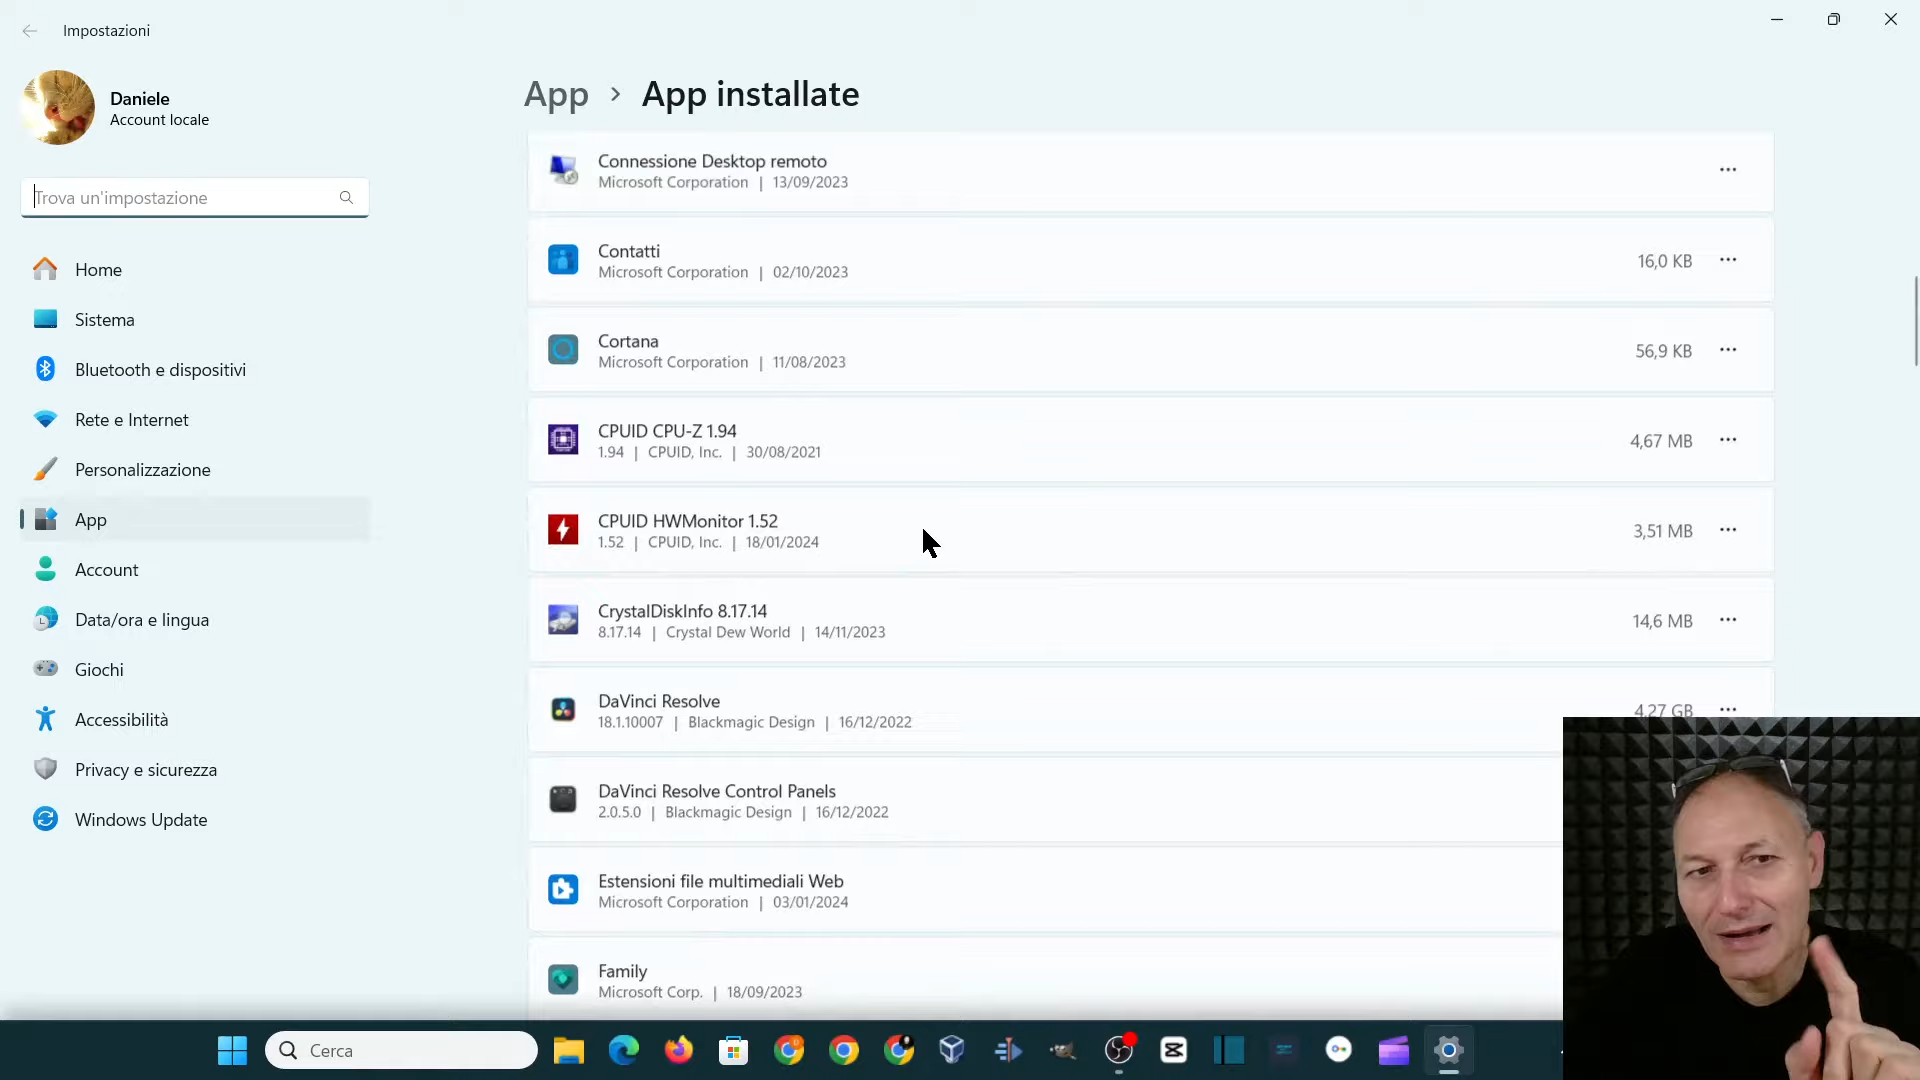 Impostazioni
Daniele
Account locale
Trova un'impostazione
Home
Sistema
Bluetooth e dispositivi
Rete e Internet
Personalizzazione
App
Account
Data/ora e lingua
Giochi
Accessibilità
Privacy e sicurezza
Windows Update
App > App installate
Connessione Desktop remoto
Microsoft Corporation | 13/09/2023
Contatti
Microsoft Corporation | 02/10/2023
16,0 KB
Cortana
Microsoft Corporation | 11/08/2023
56,9 KB
CPUID CPU-Z 1.94
1.94 | CPUID, Inc. | 30/08/2021
4,67 MB
CPUID HWMonitor 1.52
1.52 | CPUID, Inc. | 18/01/2024
3,51 MB
CrystalDiskInfo 8.17.14
8.17.14 | Crystal Dew World | 14/11/2023
14,6 MB
DaVinci Resolve
18.1.10007 | Blackmagic Design | 16/12/2022
4,27 GB
DaVinci Resolve Control Panels
2.0.5.0 | Blackmagic Design | 16/12/2022
Estensioni file multimediali Web
Microsoft Corporation | 03/01/2024
Family
Microsoft Corp. | 18/09/2023
Cerca